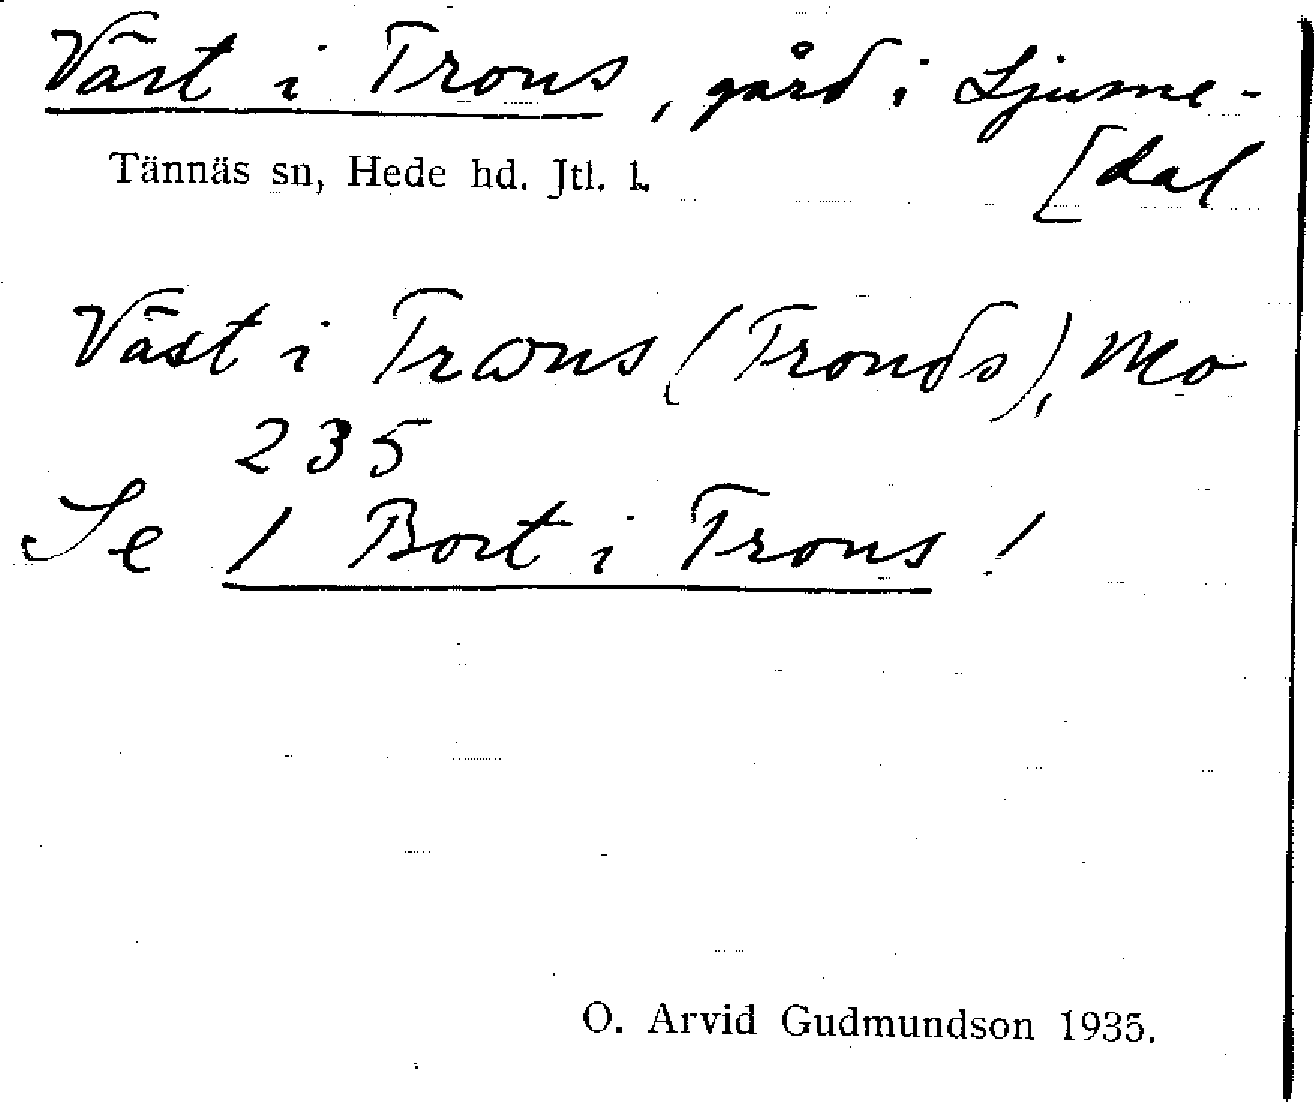 Väst i Trons, gård i Ljusne-
[dal
Tännäs sn, Hede hd. Jtl. l.
Väst i Trons (Tronds), Mo
235
Se 1 Bort i Trons!
O. Arvid Gudmundson 1935.